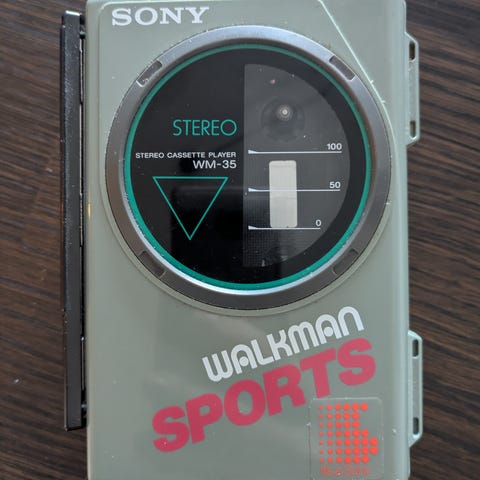 SONY
STEREO
STEREO CASSETTE PLAYER
WM-35
100
50
0
WALKMAN
SPORTS